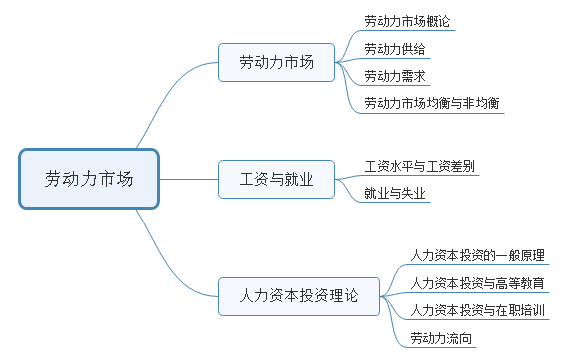 劳动力市场
劳动力市场
劳动力市场概论
劳动力供给
劳动力需求
劳动力市场均衡与非均衡
工资与就业
工资水平与工资差别
就业与失业
人力资本投资理论
人力资本投资的一般原理
人力资本投资与高等教育
人力资本投资与在职培训
劳动力流向